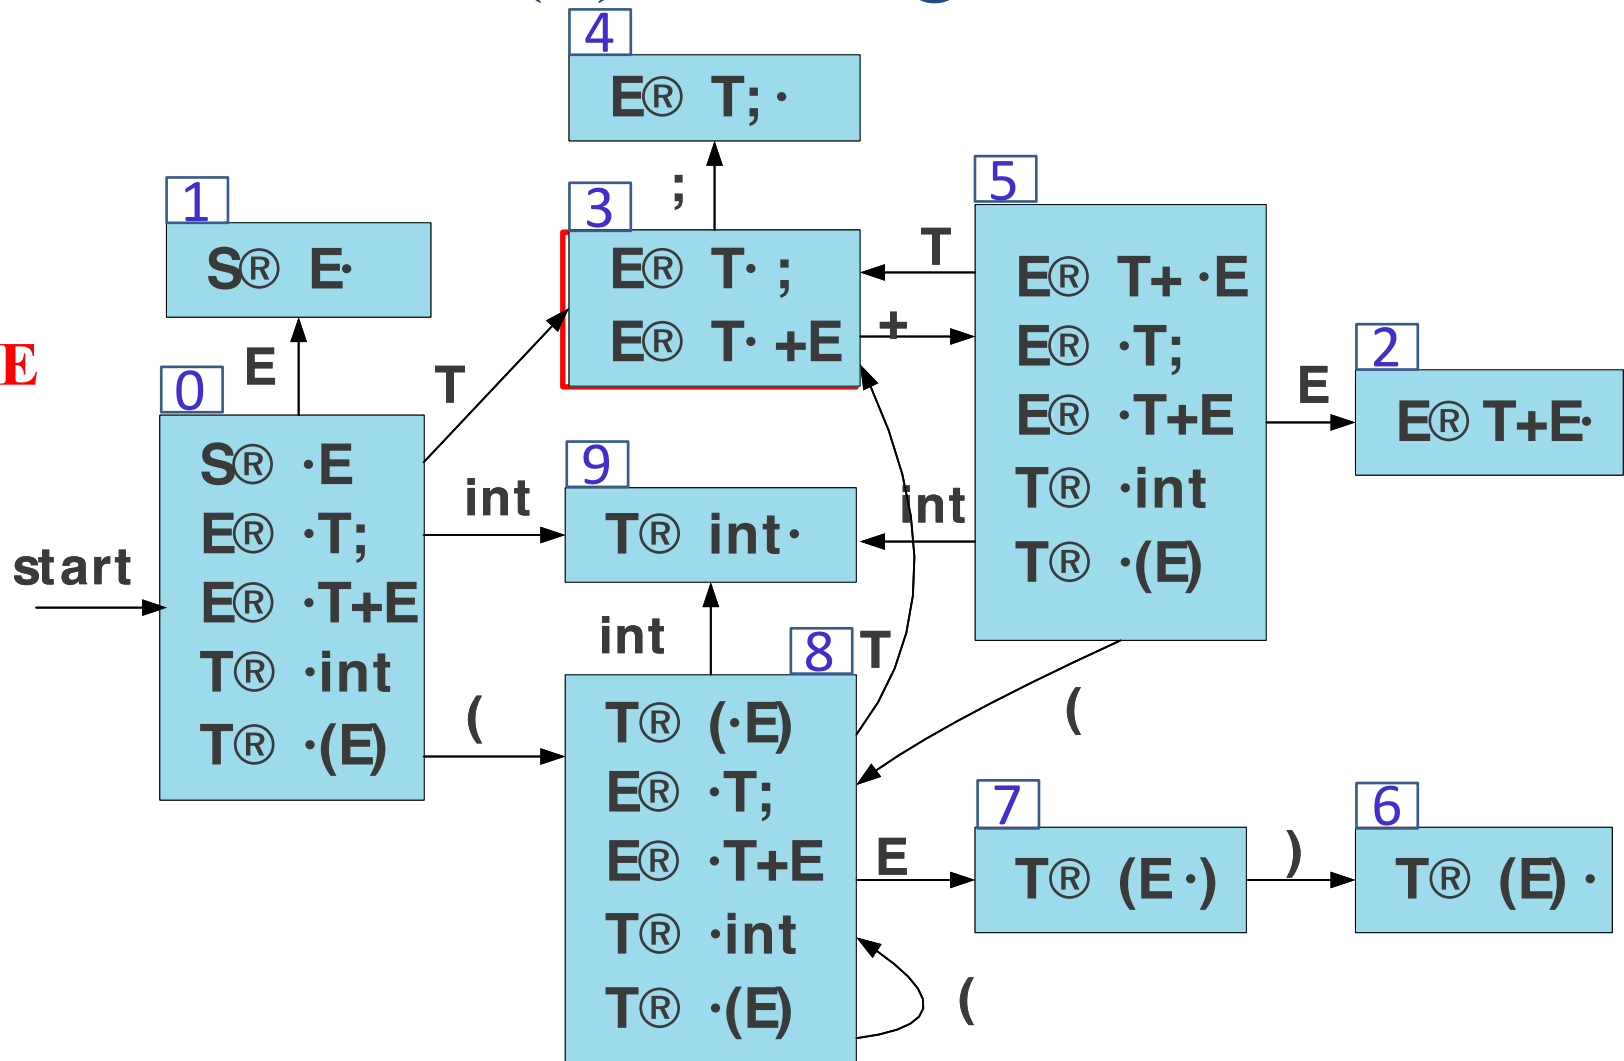 4
E® T; ·
1
S® E·
;
3
E® T· ;
E® T· +E
T
+
5
E® T+ ·E
E® ·T;
E® ·T+E
T® ·int
T® ·(E)
E
2
E® T+E·
E
E
T
0
S® ·E
E® ·T;
E® ·T+E
T® ·int
T® ·(E)
start
int
9
T® int·
int
int
(
8
T
T® (·E)
E® ·T;
E® ·T+E
T® ·int
T® ·(E)
(
E
7
T® (E·)
)
6
T® (E) ·
(